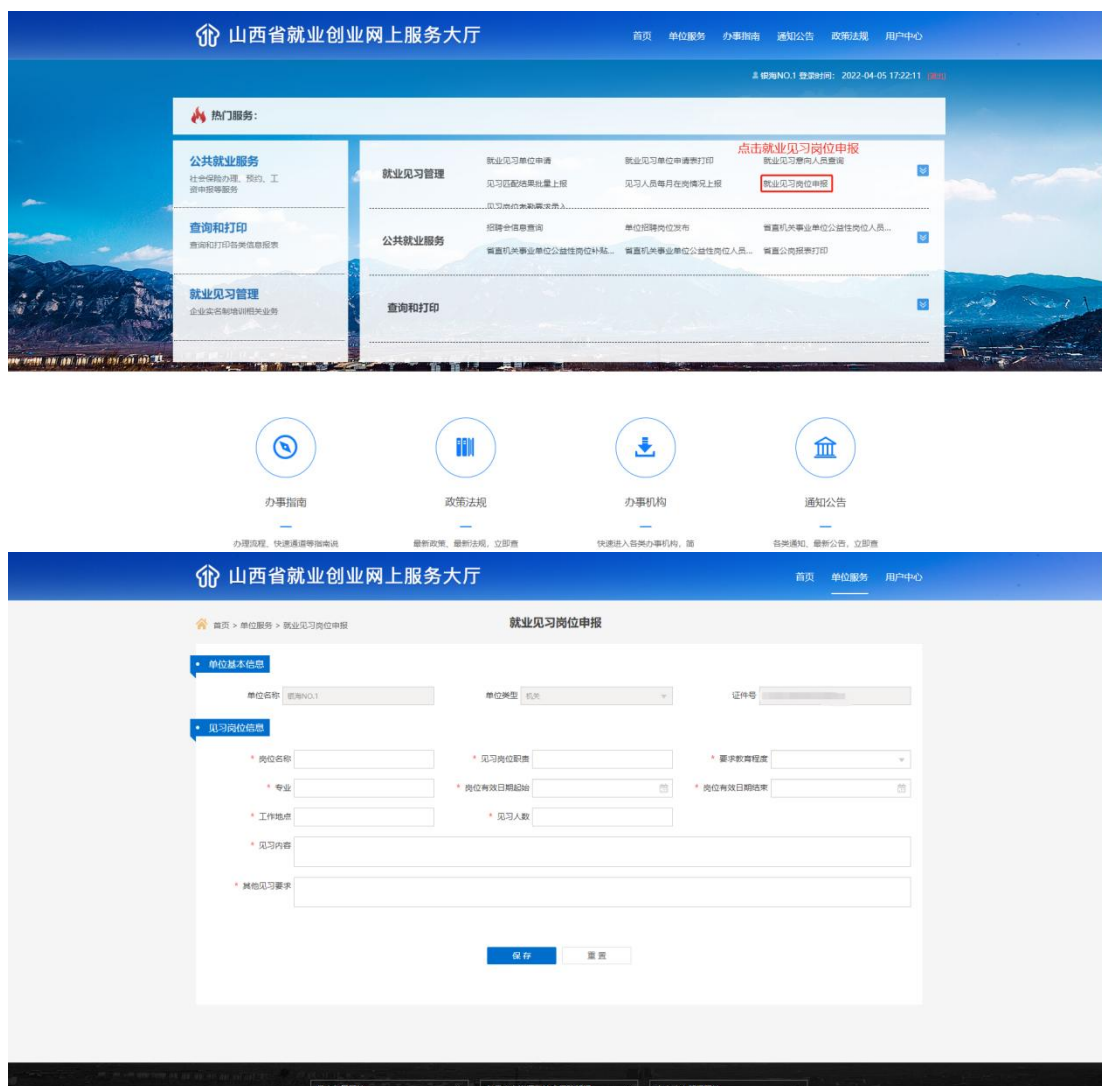 山西省就业创业网上服务大厅
首页 单位服务 办事指南 通知公告 政策法规 用户中心
银海NO.1 登录时间: 2022-04-05 17:22:11
热门服务:
点击就业见习岗位申报
公共就业服务
社会保险办理、预约、工
资申报等服务
就业见习管理
就业见习单位申请 就业见习单位申请表打印 就业见习意向人员查询
见习匹配结果批量上报 见习人员每月在岗情况上报 就业见习岗位申报
见习岗位考勤要求录入
查询和打印
查询和打印各类信息报表
公共就业服务
招聘会信息查询 单位招聘岗位发布 省直机关事业单位公益性岗位人员...
省直机关事业单位公益性岗位补贴... 省直机关事业单位公益性岗位人员... 省直公岗报表打印
就业见习管理
企业实名制培训相关业务
查询和打印
办事指南 政策法规 办事机构 通知公告
办理流程、快速通道等指南说 最新政策、最新法规，立即查 快速进入各类办事机构，简 各类通知、最新公告，立即查
山西省就业创业网上服务大厅
首页 单位服务 用户中心
首页 > 单位服务 > 就业见习岗位申报
就业见习岗位申报
单位基本信息
单位名称 银海NO.1 单位类型 机关 证件号
见习岗位信息
* 岗位名称 * 见习岗位职责 * 要求教育程度
* 专业 * 岗位有效日期起始 * 岗位有效日期结束
* 工作地点 * 见习人数
* 见习内容
* 其他见习要求
保存 重置